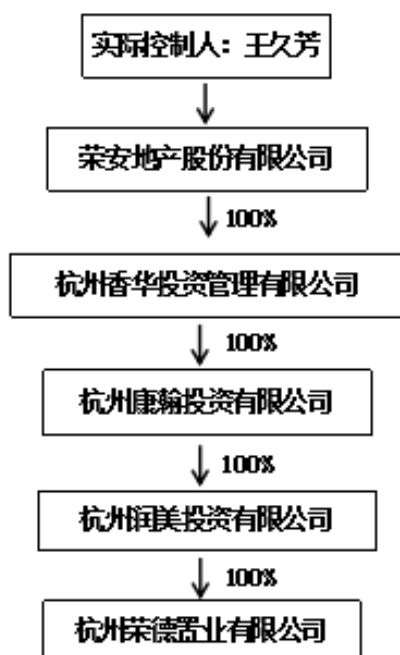 实际控制人：王久芳
荣安地产股份有限公司
100%
杭州香华投资管理有限公司
100%
杭州康翰投资有限公司
100%
杭州润美投资有限公司
100%
杭州荣德置业有限公司